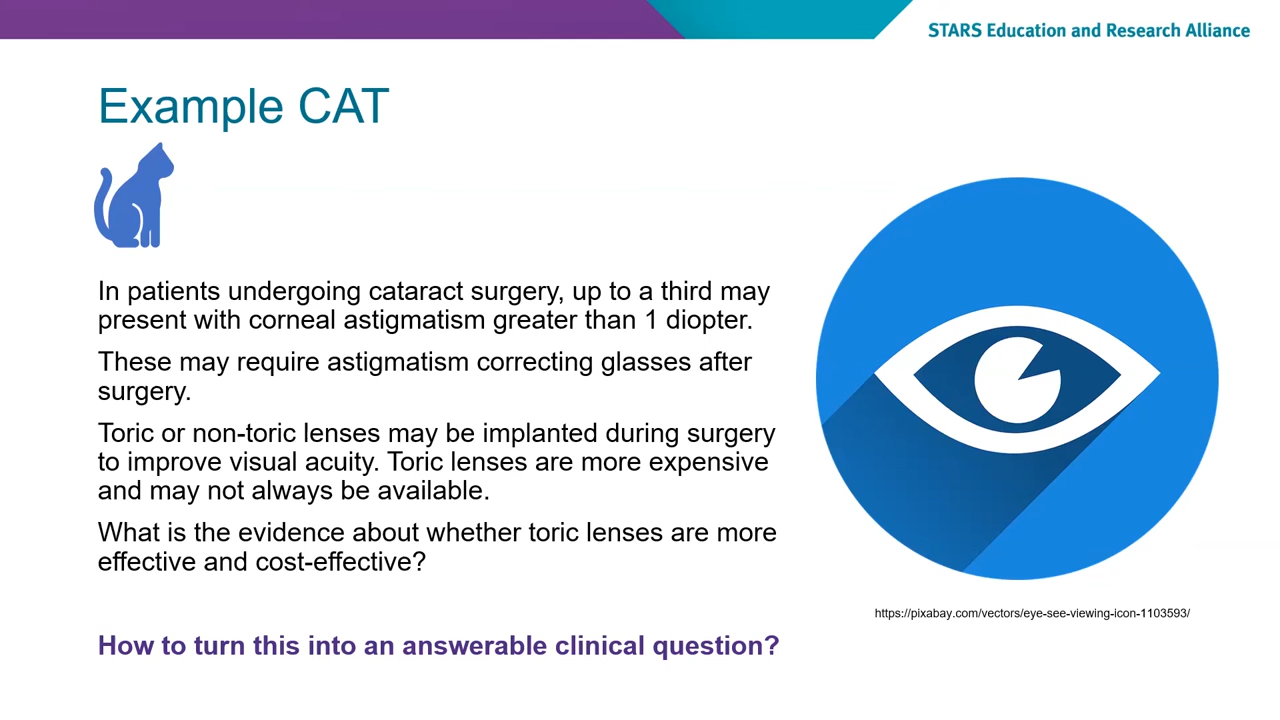 STARS Education and Research Alliance
Example CAT
In patients undergoing cataract surgery, up to a third may
present with corneal astigmatism greater than 1 diopter.
These may require astigmatism correcting glasses after
surgery.
Toric or non-toric lenses may be implanted during surgery
to improve visual acuity. Toric lenses are more expensive
and may not always be available.
What is the evidence about whether toric lenses are more
effective and cost-effective?
How to turn this into an answerable clinical question?
https://pixabay.com/vectors/eye-see-viewing-icon-1103593/